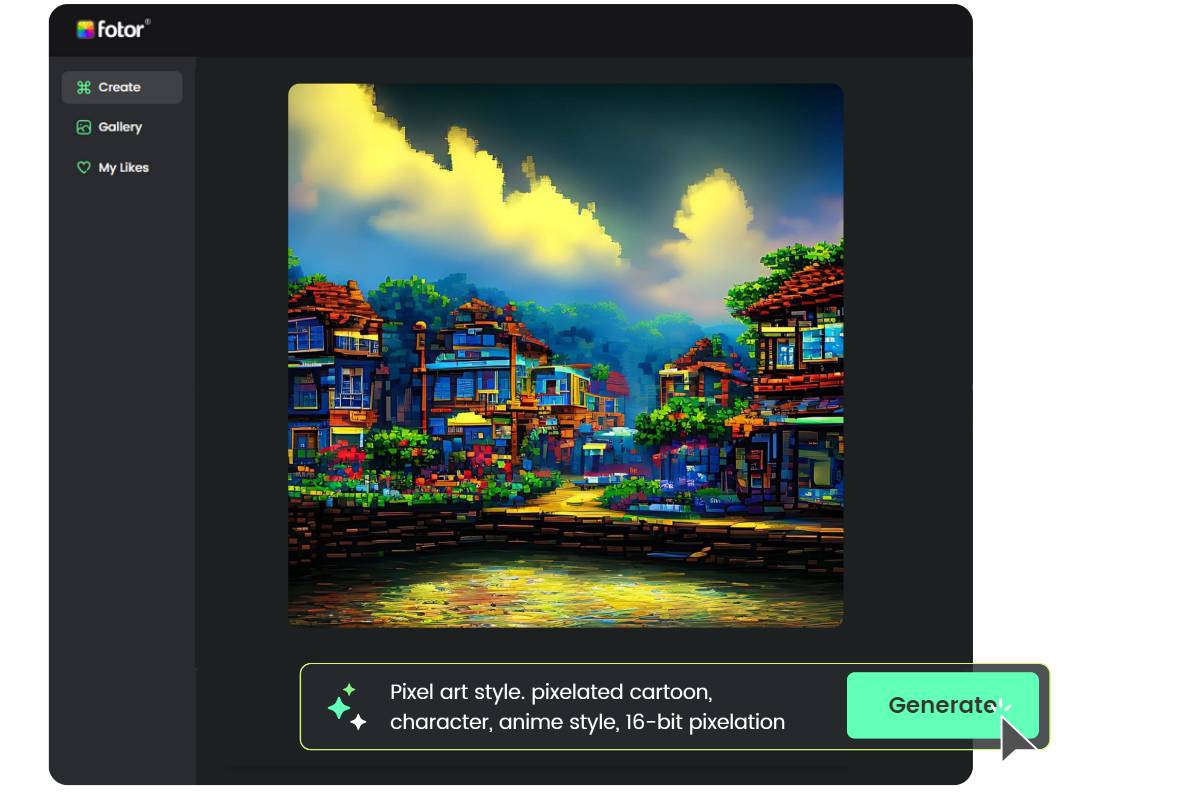 fotor®
Create
Gallery
My Likes
Pixel art style. pixelated cartoon,
character, anime style, 16-bit pixelation
Generate